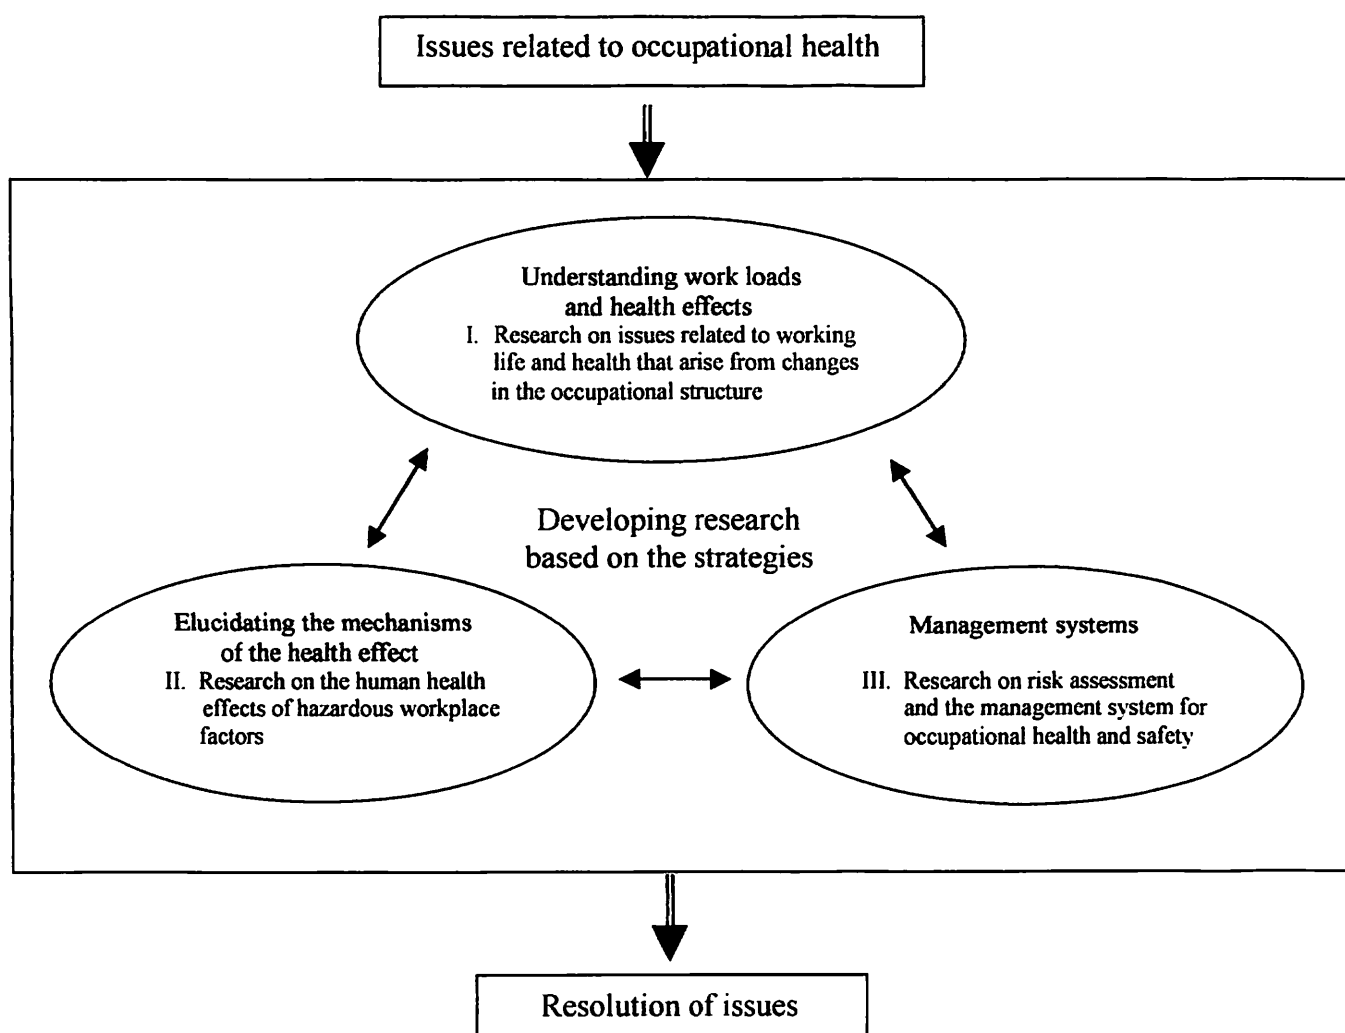 Issues related to occupational health
Understanding work loads
and health effects
I. Research on issues related to working
life and health that arise from changes
in the occupational structure
Developing research
based on the strategies
Elucidating the mechanisms
of the health effect
II. Research on the human health
effects of hazardous workplace
factors
Management systems
III. Research on risk assessment
and the management system for
occupational health and safety
Resolution of issues